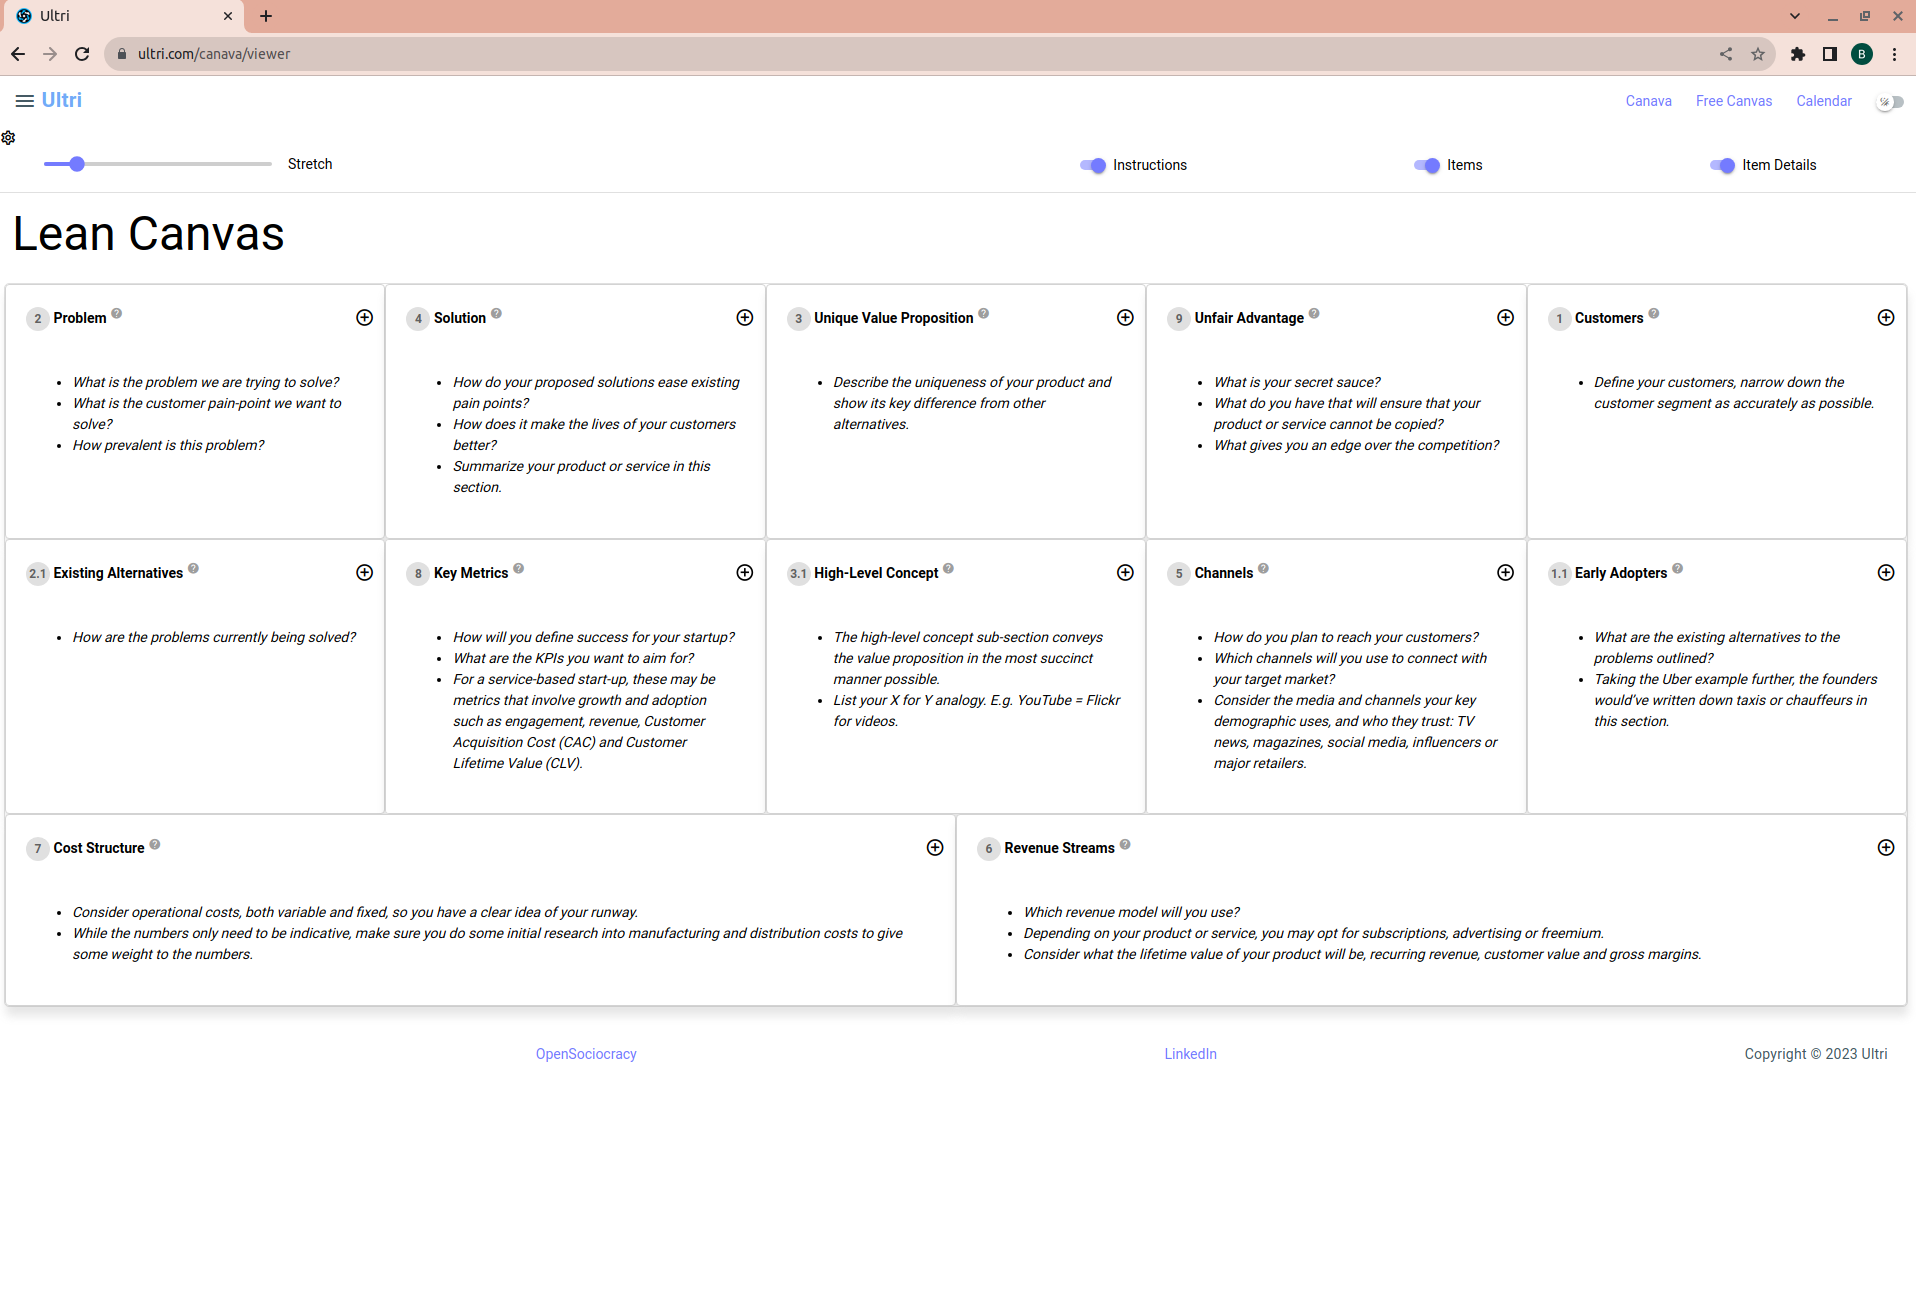 Ultri
ultri.com/canava/viewer
B
Ultri
Canava
Free Canvas
Calendar
Stretch
Instructions
Items
Item Details
Lean Canvas
2 Problem ?
What is the problem we are trying to solve?
What is the customer pain-point we want to
solve?
How prevalent is this problem?
4 Solution ?
How do your proposed solutions ease existing
pain points?
How does it make the lives of your customers
better?
Summarize your product or service in this
section.
3 Unique Value Proposition ?
Describe the uniqueness of your product and
show its key difference from other
alternatives.
9 Unfair Advantage ?
What is your secret sauce?
What do you have that will ensure that your
product or service cannot be copied?
What gives you an edge over the competition?
1 Customers ?
Define your customers, narrow down the
customer segment as accurately as possible.
2.1 Existing Alternatives ?
How are the problems currently being solved?
8 Key Metrics ?
How will you define success for your startup?
What are the KPIs you want to aim for?
For a service-based start-up, these may be
metrics that involve growth and adoption
such as engagement, revenue, Customer
Acquisition Cost (CAC) and Customer
Lifetime Value (CLV).
3.1 High-Level Concept ?
The high-level concept sub-section conveys
the value proposition in the most succinct
manner possible.
List your X for Y analogy. E.g. YouTube = Flickr
for videos.
5 Channels ?
How do you plan to reach your customers?
Which channels will you use to connect with
your target market?
Consider the media and channels your key
demographic uses, and who they trust: TV
news, magazines, social media, influencers or
major retailers.
1.1 Early Adopters ?
What are the existing alternatives to the
problems outlined?
Taking the Uber example further, the founders
would've written down taxis or chauffeurs in
this section.
7 Cost Structure ?
Consider operational costs, both variable and fixed, so you have a clear idea of your runway.
While the numbers only need to be indicative, make sure you do some initial research into manufacturing and distribution costs to give
some weight to the numbers.
6 Revenue Streams ?
Which revenue model will you use?
Depending on your product or service, you may opt for subscriptions, advertising or freemium.
Consider what the lifetime value of your product will be, recurring revenue, customer value and gross margins.
OpenSociocracy
LinkedIn
Copyright © 2023 Ultri